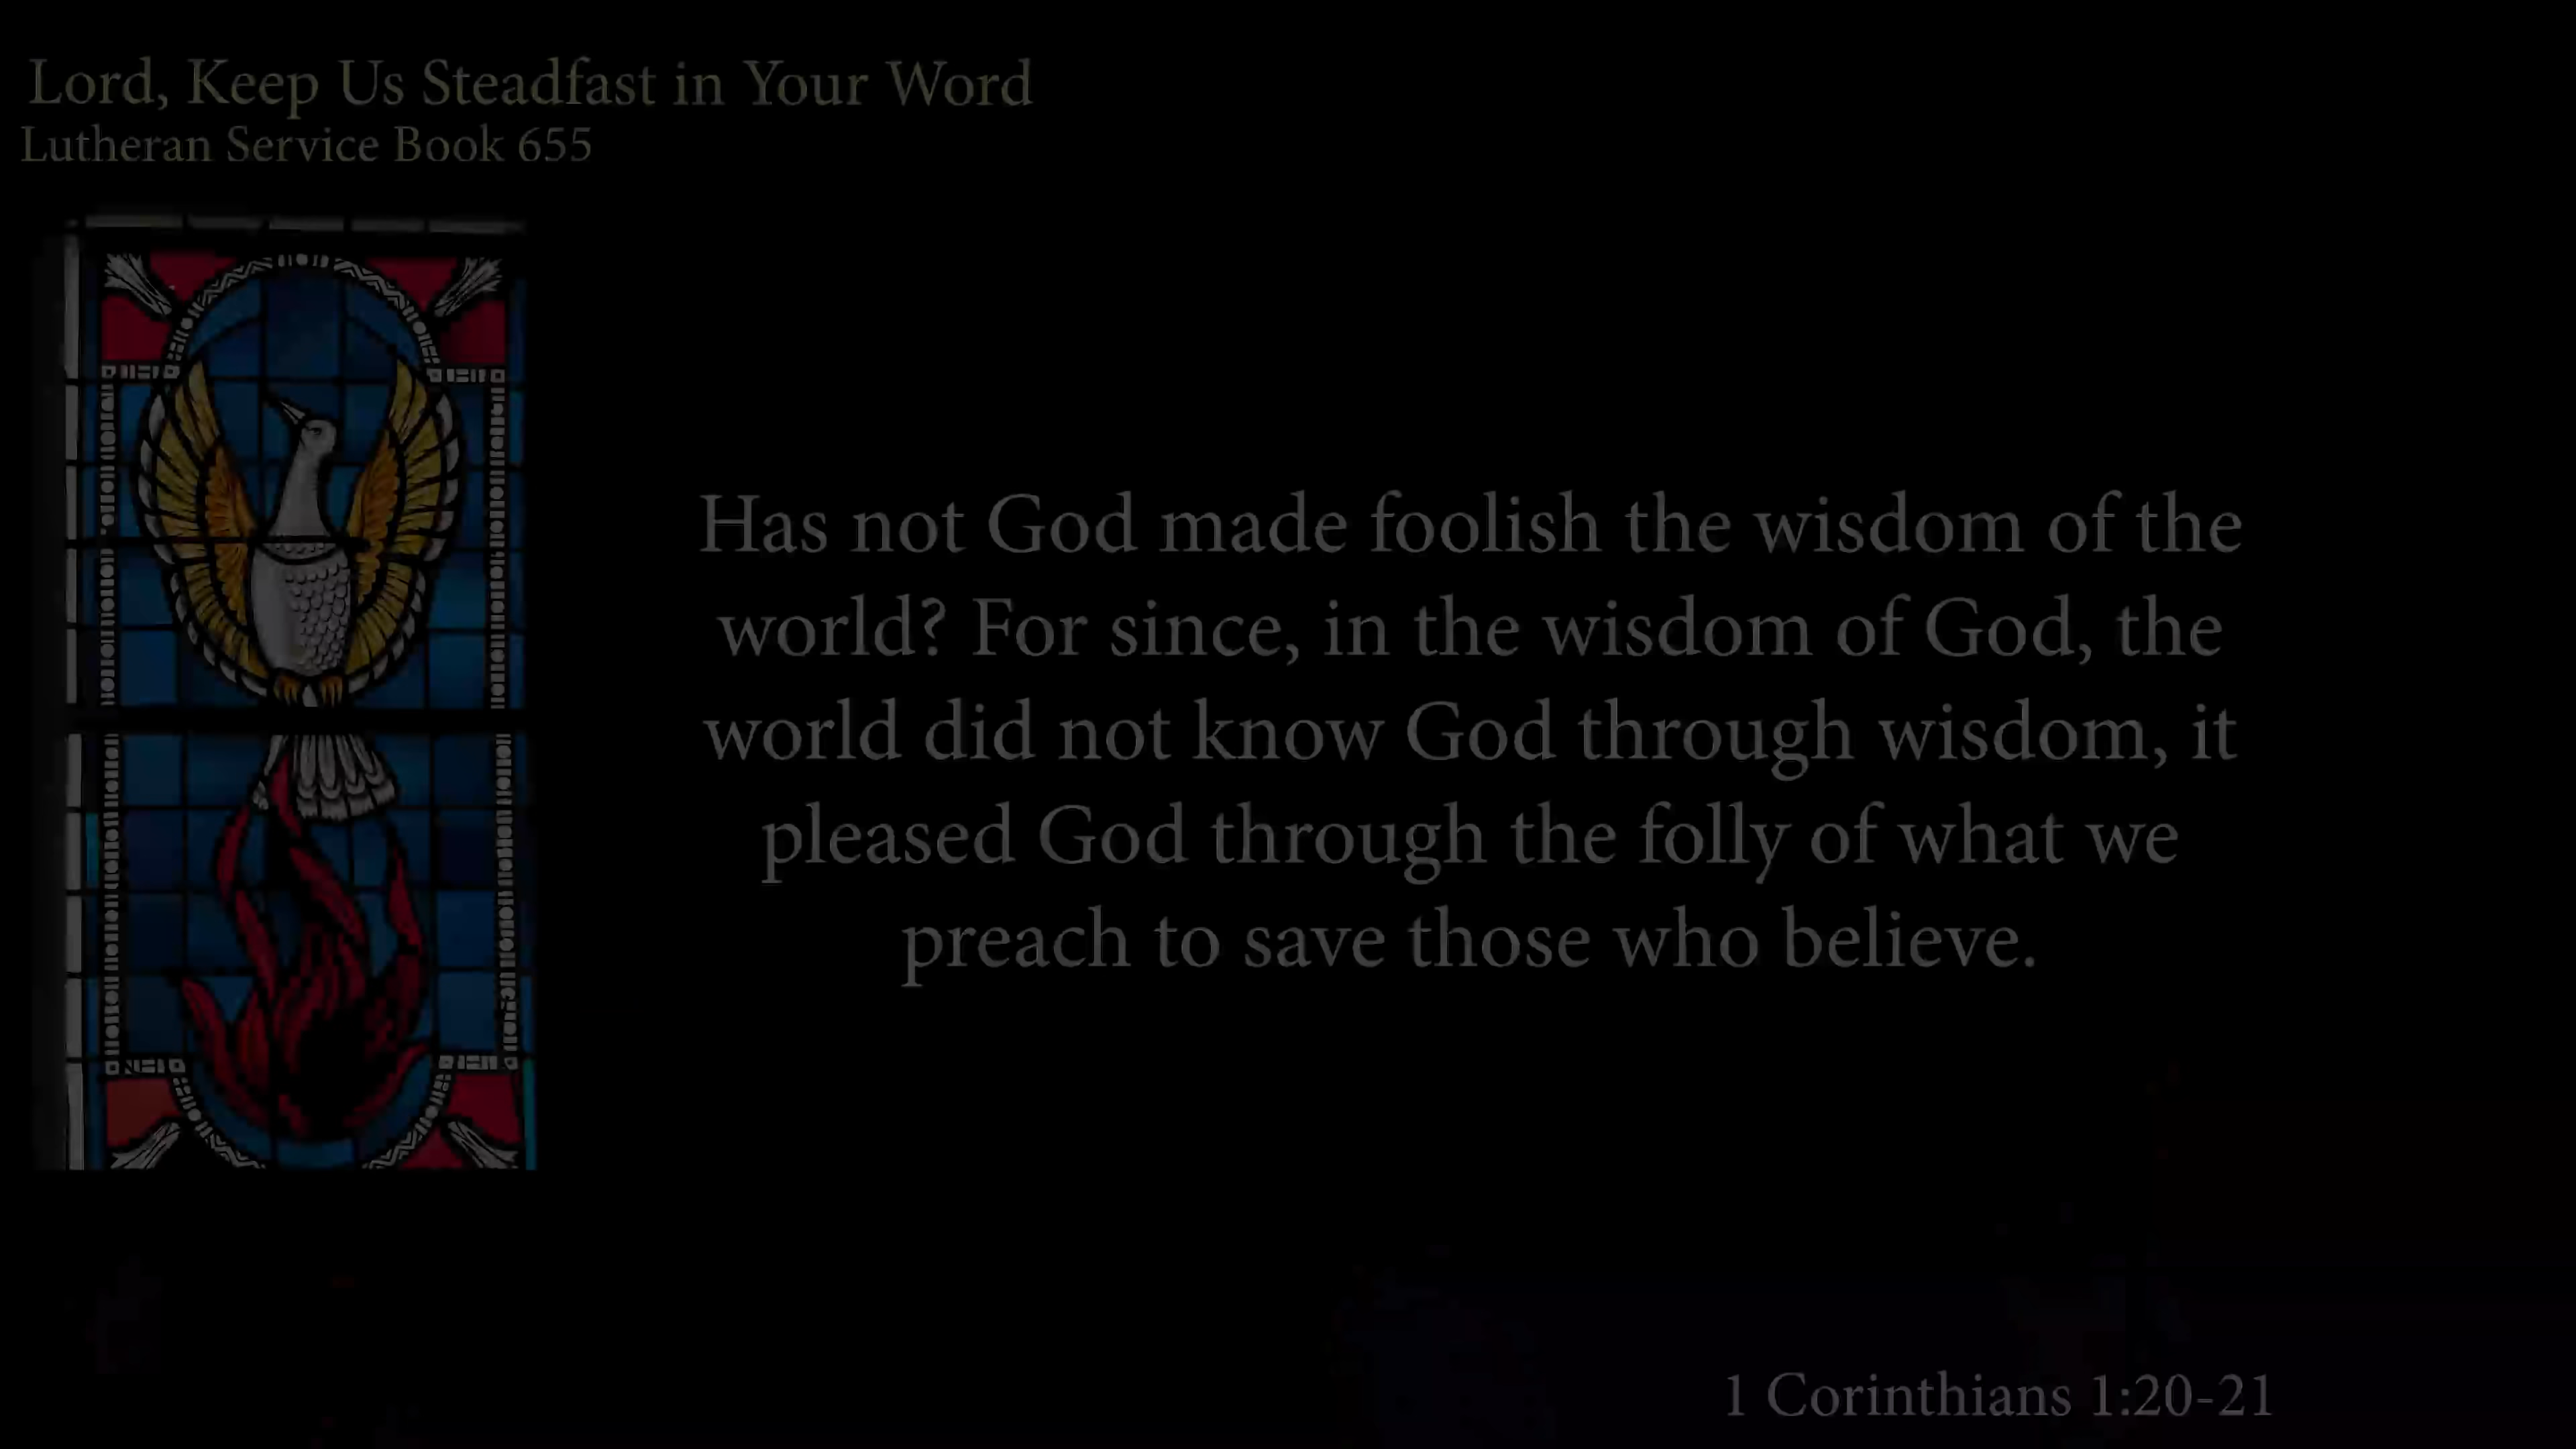 Lord, Keep Us Steadfast in Your Word
Lutheran Service Book 655
Has not God made foolish the wisdom of the
world? For since, in the wisdom of God, the
world did not know God through wisdom, it
pleased God through the folly of what we
preach to save those who believe.
1 Corinthians 1:20-21